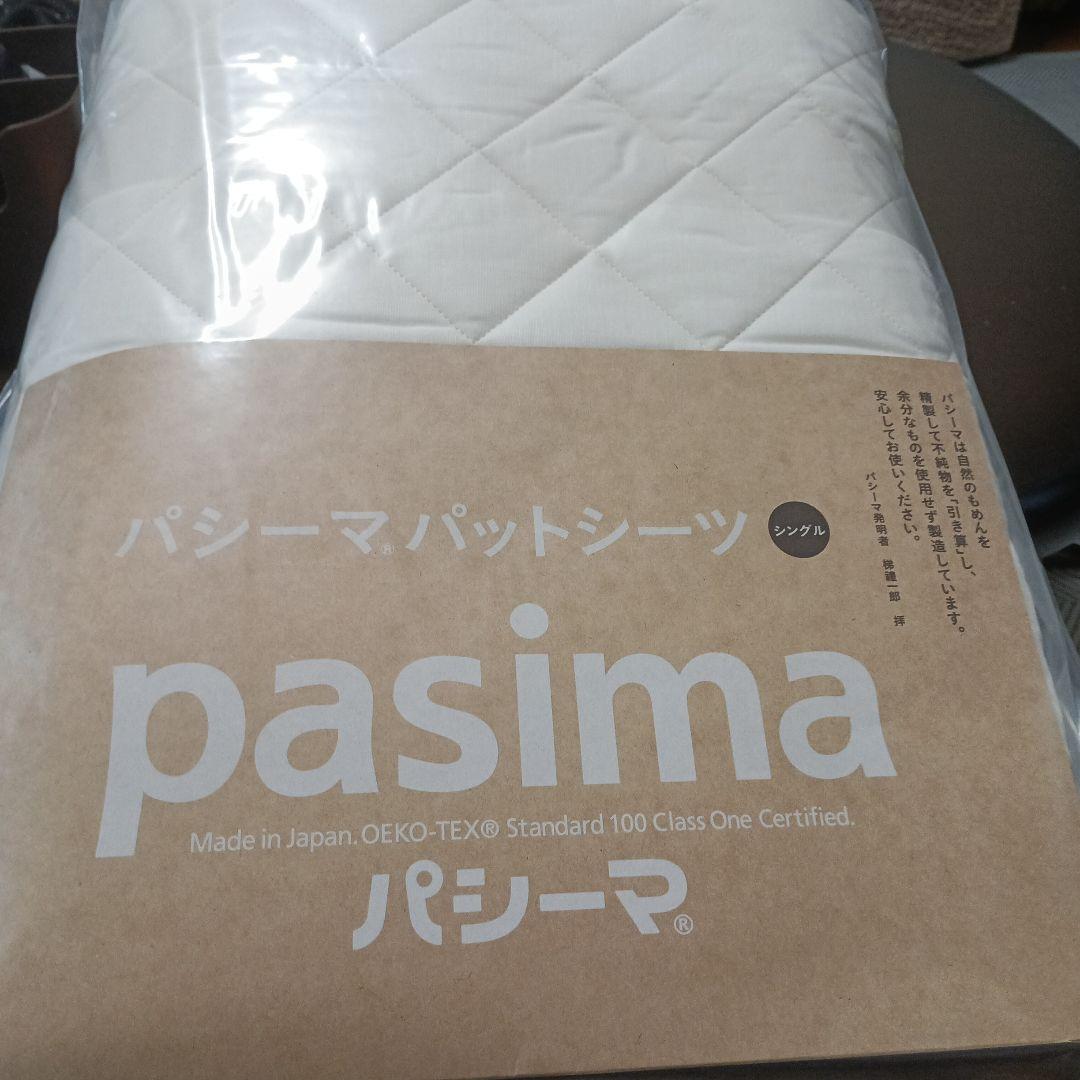 パシーマは自然のもめんを
精製して不純物を「引き算」し、
余分なものを使用せず製造しています。
安心してお使いください。
パシーマ発明者 梯禮一郎 拝
パシーマ® パットシーツ シングル
pasima
Made in Japan. OEKO-TEX® Standard 100 Class One Certified.
パシーマ®